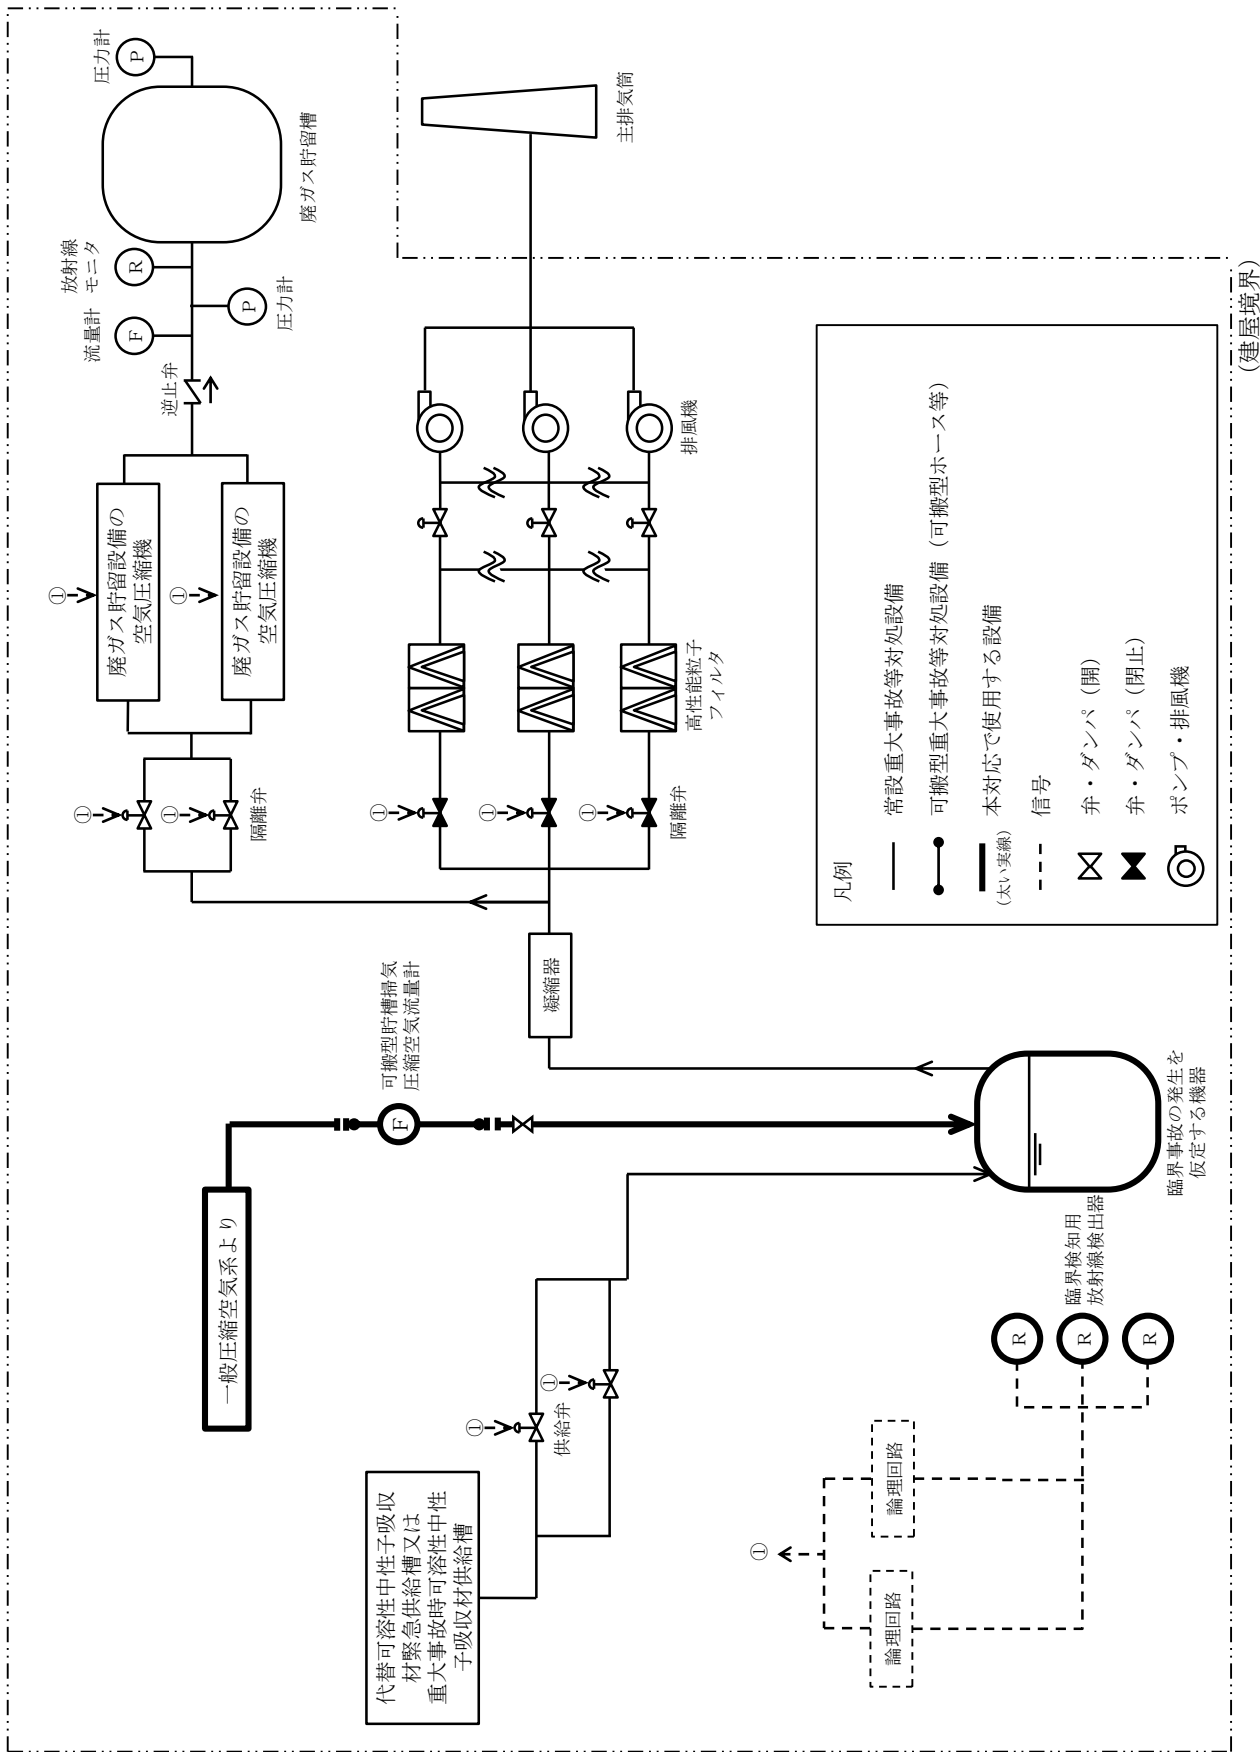 代替可溶性中性子吸収
材緊急供給槽又は
重大事故時可溶性中性
子吸収材供給槽
①
供給弁
①
一般圧縮空気系より
F
可搬型貯槽掃気
圧縮空気流量計
凝縮器
①
①
隔離弁
廃ガス貯留設備の
空気圧縮機
①
廃ガス貯留設備の
空気圧縮機
①
逆止弁
F
流量計
R
放射線
モニタ
P
圧力計
廃ガス貯留槽
P
圧力計
①
①
①
隔離弁
高性能粒子
フィルタ
排風機
主排気筒
①
論理回路
論理回路
R
R
R
臨界検知用
放射線検出器
臨界事故の発生を
仮定する機器
凡例
常設重大事故等対処設備
可搬型重大事故等対処設備（可搬型ホース等）
本対応で使用する設備
(太い実線)
信号
弁・ダンパ（開）
弁・ダンパ（閉止）
ポンプ・排風機
(建屋境界)